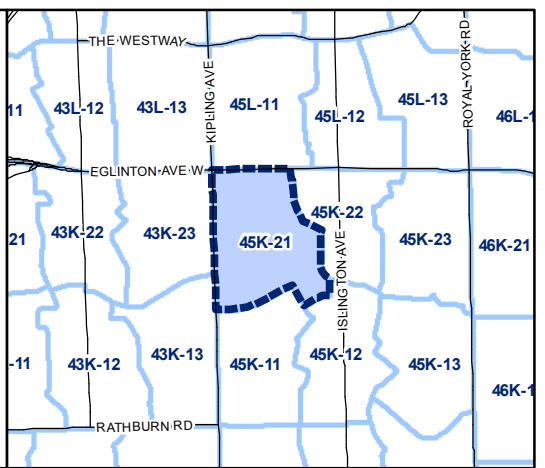 THE WESTWAY
KIPLING AVE
ROYAL YORK RD
11
43L-12
43L-13
45L-11
45L-12
45L-13
46L-1
EGLINTON AVE W
21
43K-22
43K-23
45K-21
45K-22
45K-23
46K-21
ISLINGTON AVE
-11
43K-12
43K-13
45K-11
45K-12
45K-13
46K-1
RATHBURN RD